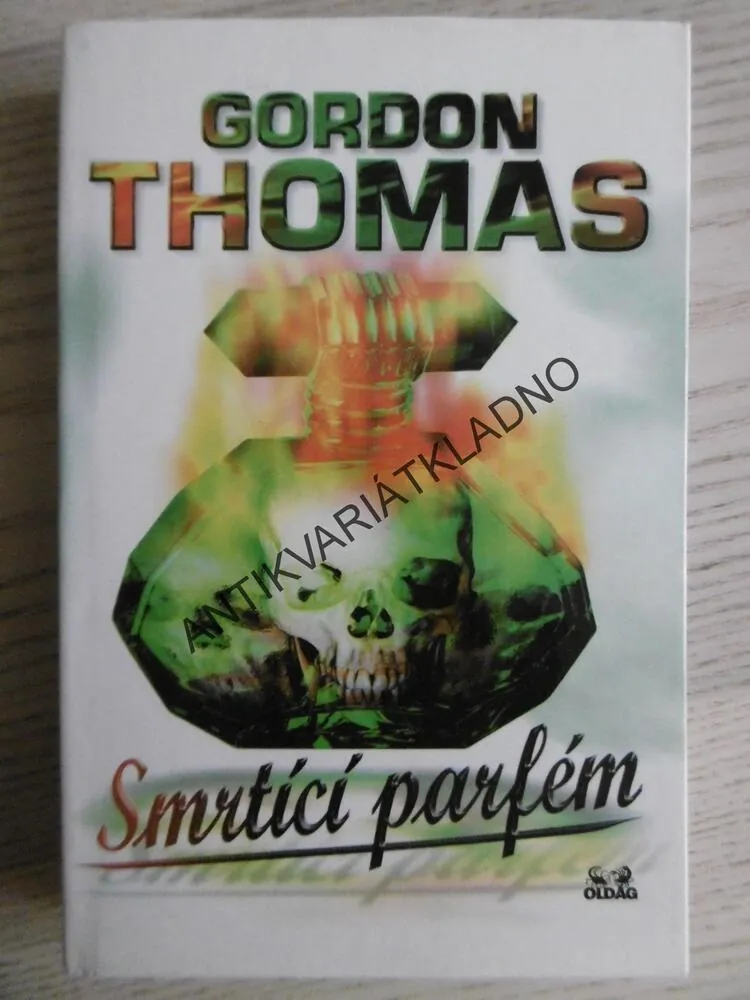 GORDON
THOMAS
ANTIKVARIÁTKLADNO
Smrtící parfém
OLDAG